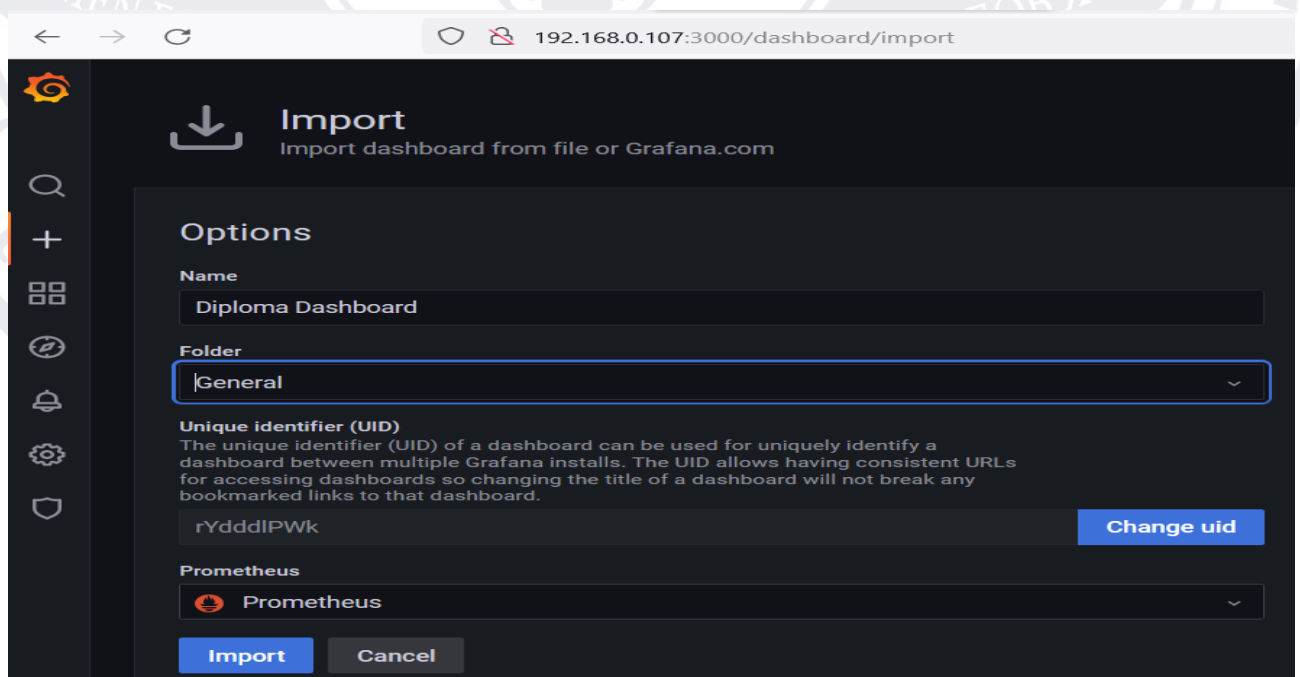 192.168.0.107:3000/dashboard/import
Import
Import dashboard from file or Grafana.com
Options
Name
Diploma Dashboard
Folder
General
Unique identifier (UID)
The unique identifier (UID) of a dashboard can be used for uniquely identify a
dashboard between multiple Grafana installs. The UID allows having consistent URLs
for accessing dashboards so changing the title of a dashboard will not break any
bookmarked links to that dashboard.
rYdddlPWk
Change uid
Prometheus
Prometheus
Import
Cancel